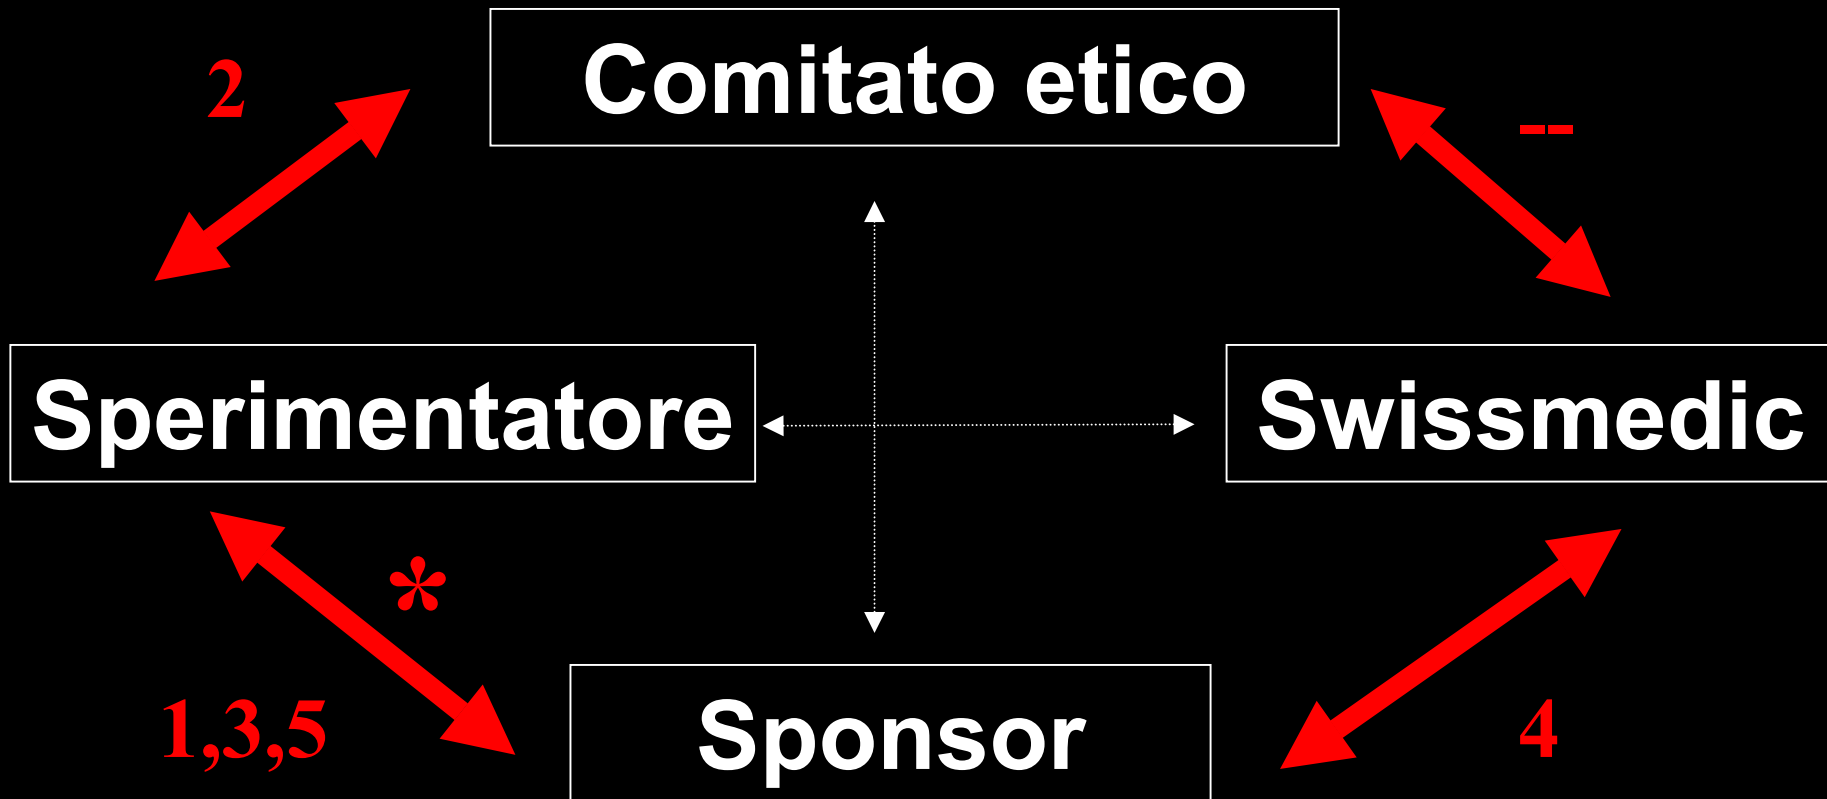 Comitato etico
2
--
Sperimentatore
Swissmedic
*
1,3,5
Sponsor
4